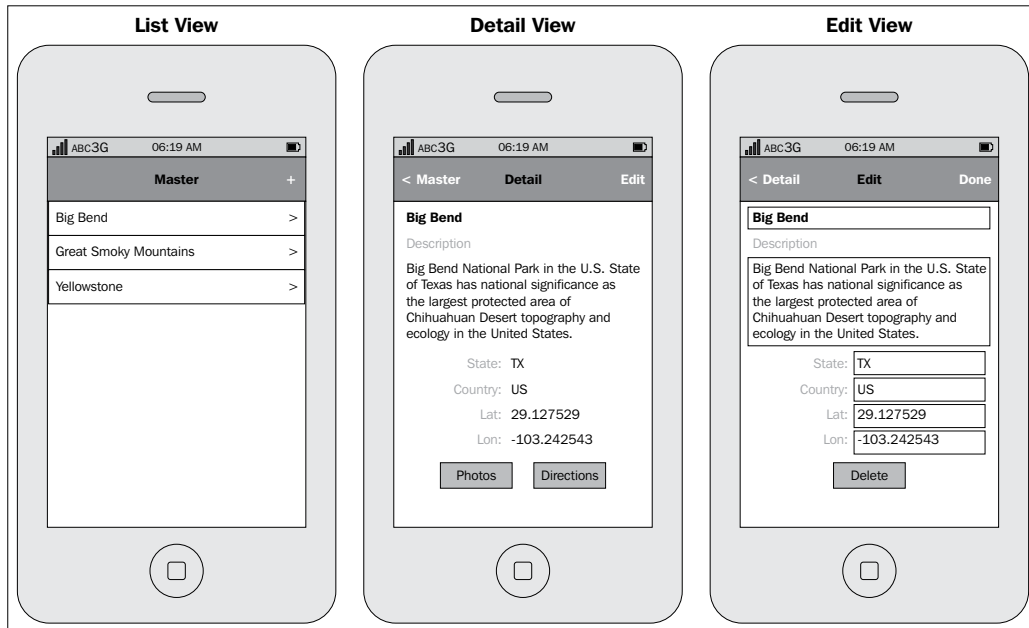 List View
ABC3G 06:19 AM
Master +
Big Bend >
Great Smoky Mountains >
Yellowstone >
Detail View
ABC3G 06:19 AM
< Master Detail Edit
Big Bend
Description
Big Bend National Park in the U.S. State
of Texas has national significance as
the largest protected area of
Chihuahuan Desert topography and
ecology in the United States.
State: TX
Country: US
Lat: 29.127529
Lon: -103.242543
Photos Directions
Edit View
ABC3G 06:19 AM
< Detail Edit Done
Big Bend
Description
Big Bend National Park in the U.S. State
of Texas has national significance as
the largest protected area of
Chihuahuan Desert topography and
ecology in the United States.
State: TX
Country: US
Lat: 29.127529
Lon: -103.242543
Delete